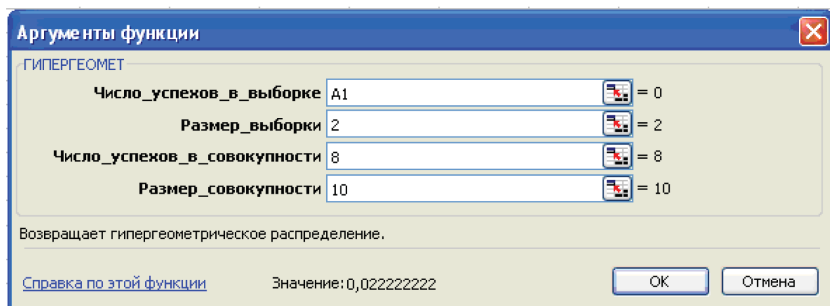 Аргументы функции
ГИПЕРГЕОМЕТ
Число_успехов_в_выборке A1 = 0
Размер_выборки 2 = 2
Число_успехов_в_совокупности 8 = 8
Размер_совокупности 10 = 10
Возвращает гипергеометрическое распределение.
Справка по этой функции Значение:0,022222222 ОК Отмена